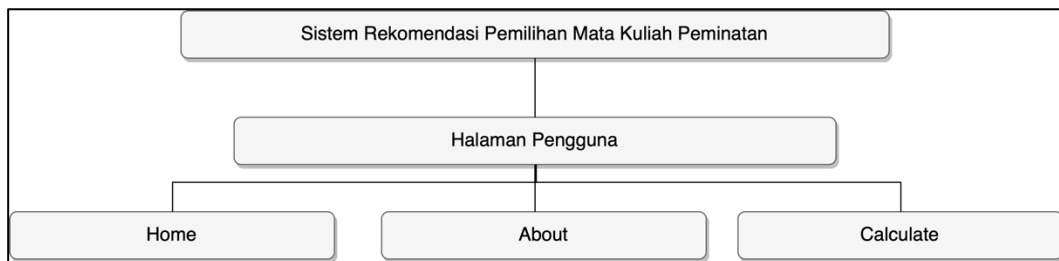 Sistem Rekomendasi Pemilihan Mata Kuliah Peminatan
Halaman Pengguna
Home
About
Calculate